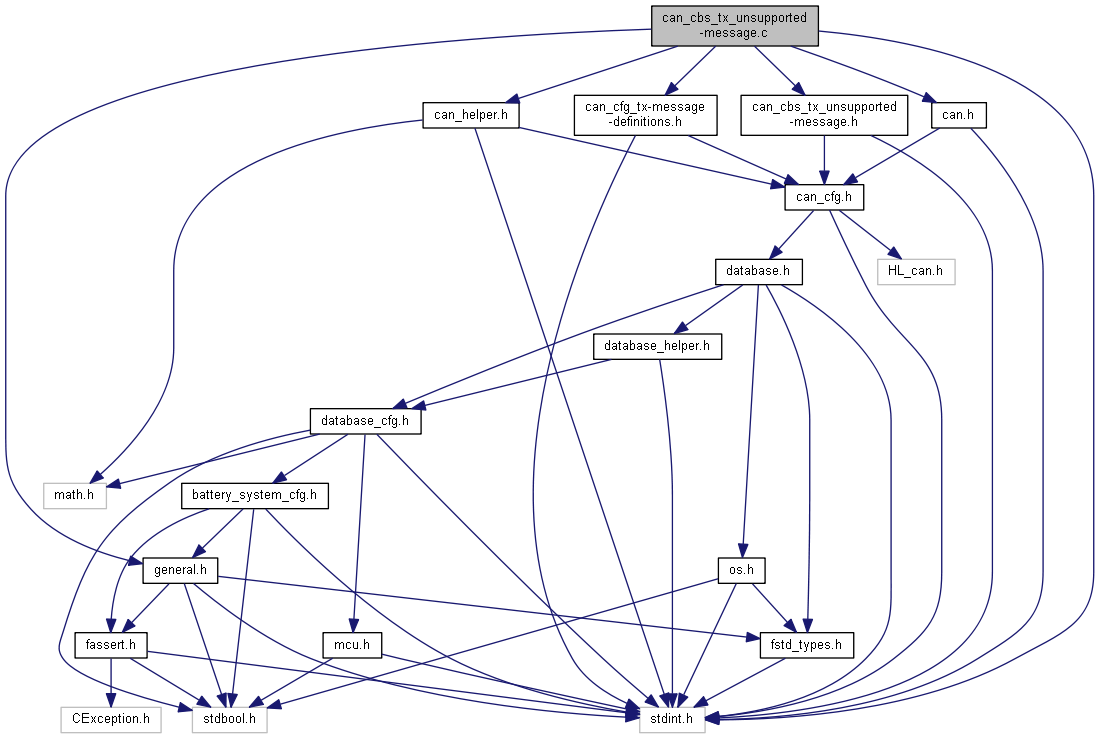 can_cbs_tx_unsupported
-message.c
can_helper.h
can_cfg_tx-message
-definitions.h
can_cbs_tx_unsupported
-message.h
can.h
can_cfg.h
database.h
HL_can.h
database_helper.h
database_cfg.h
math.h
battery_system_cfg.h
general.h
os.h
fassert.h
mcu.h
fstd_types.h
CException.h
stdbool.h
stdint.h